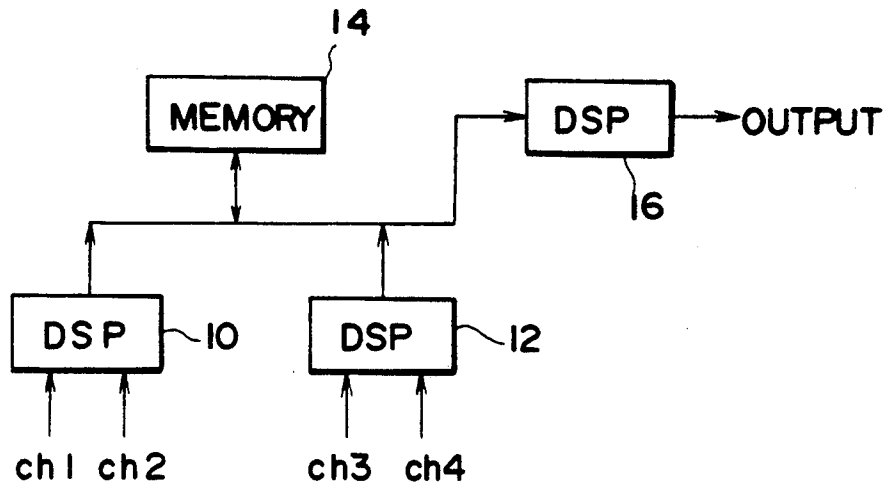 14
MEMORY
DSP
OUTPUT
16
DSP
10
DSP
12
ch1 ch2
ch3 ch4